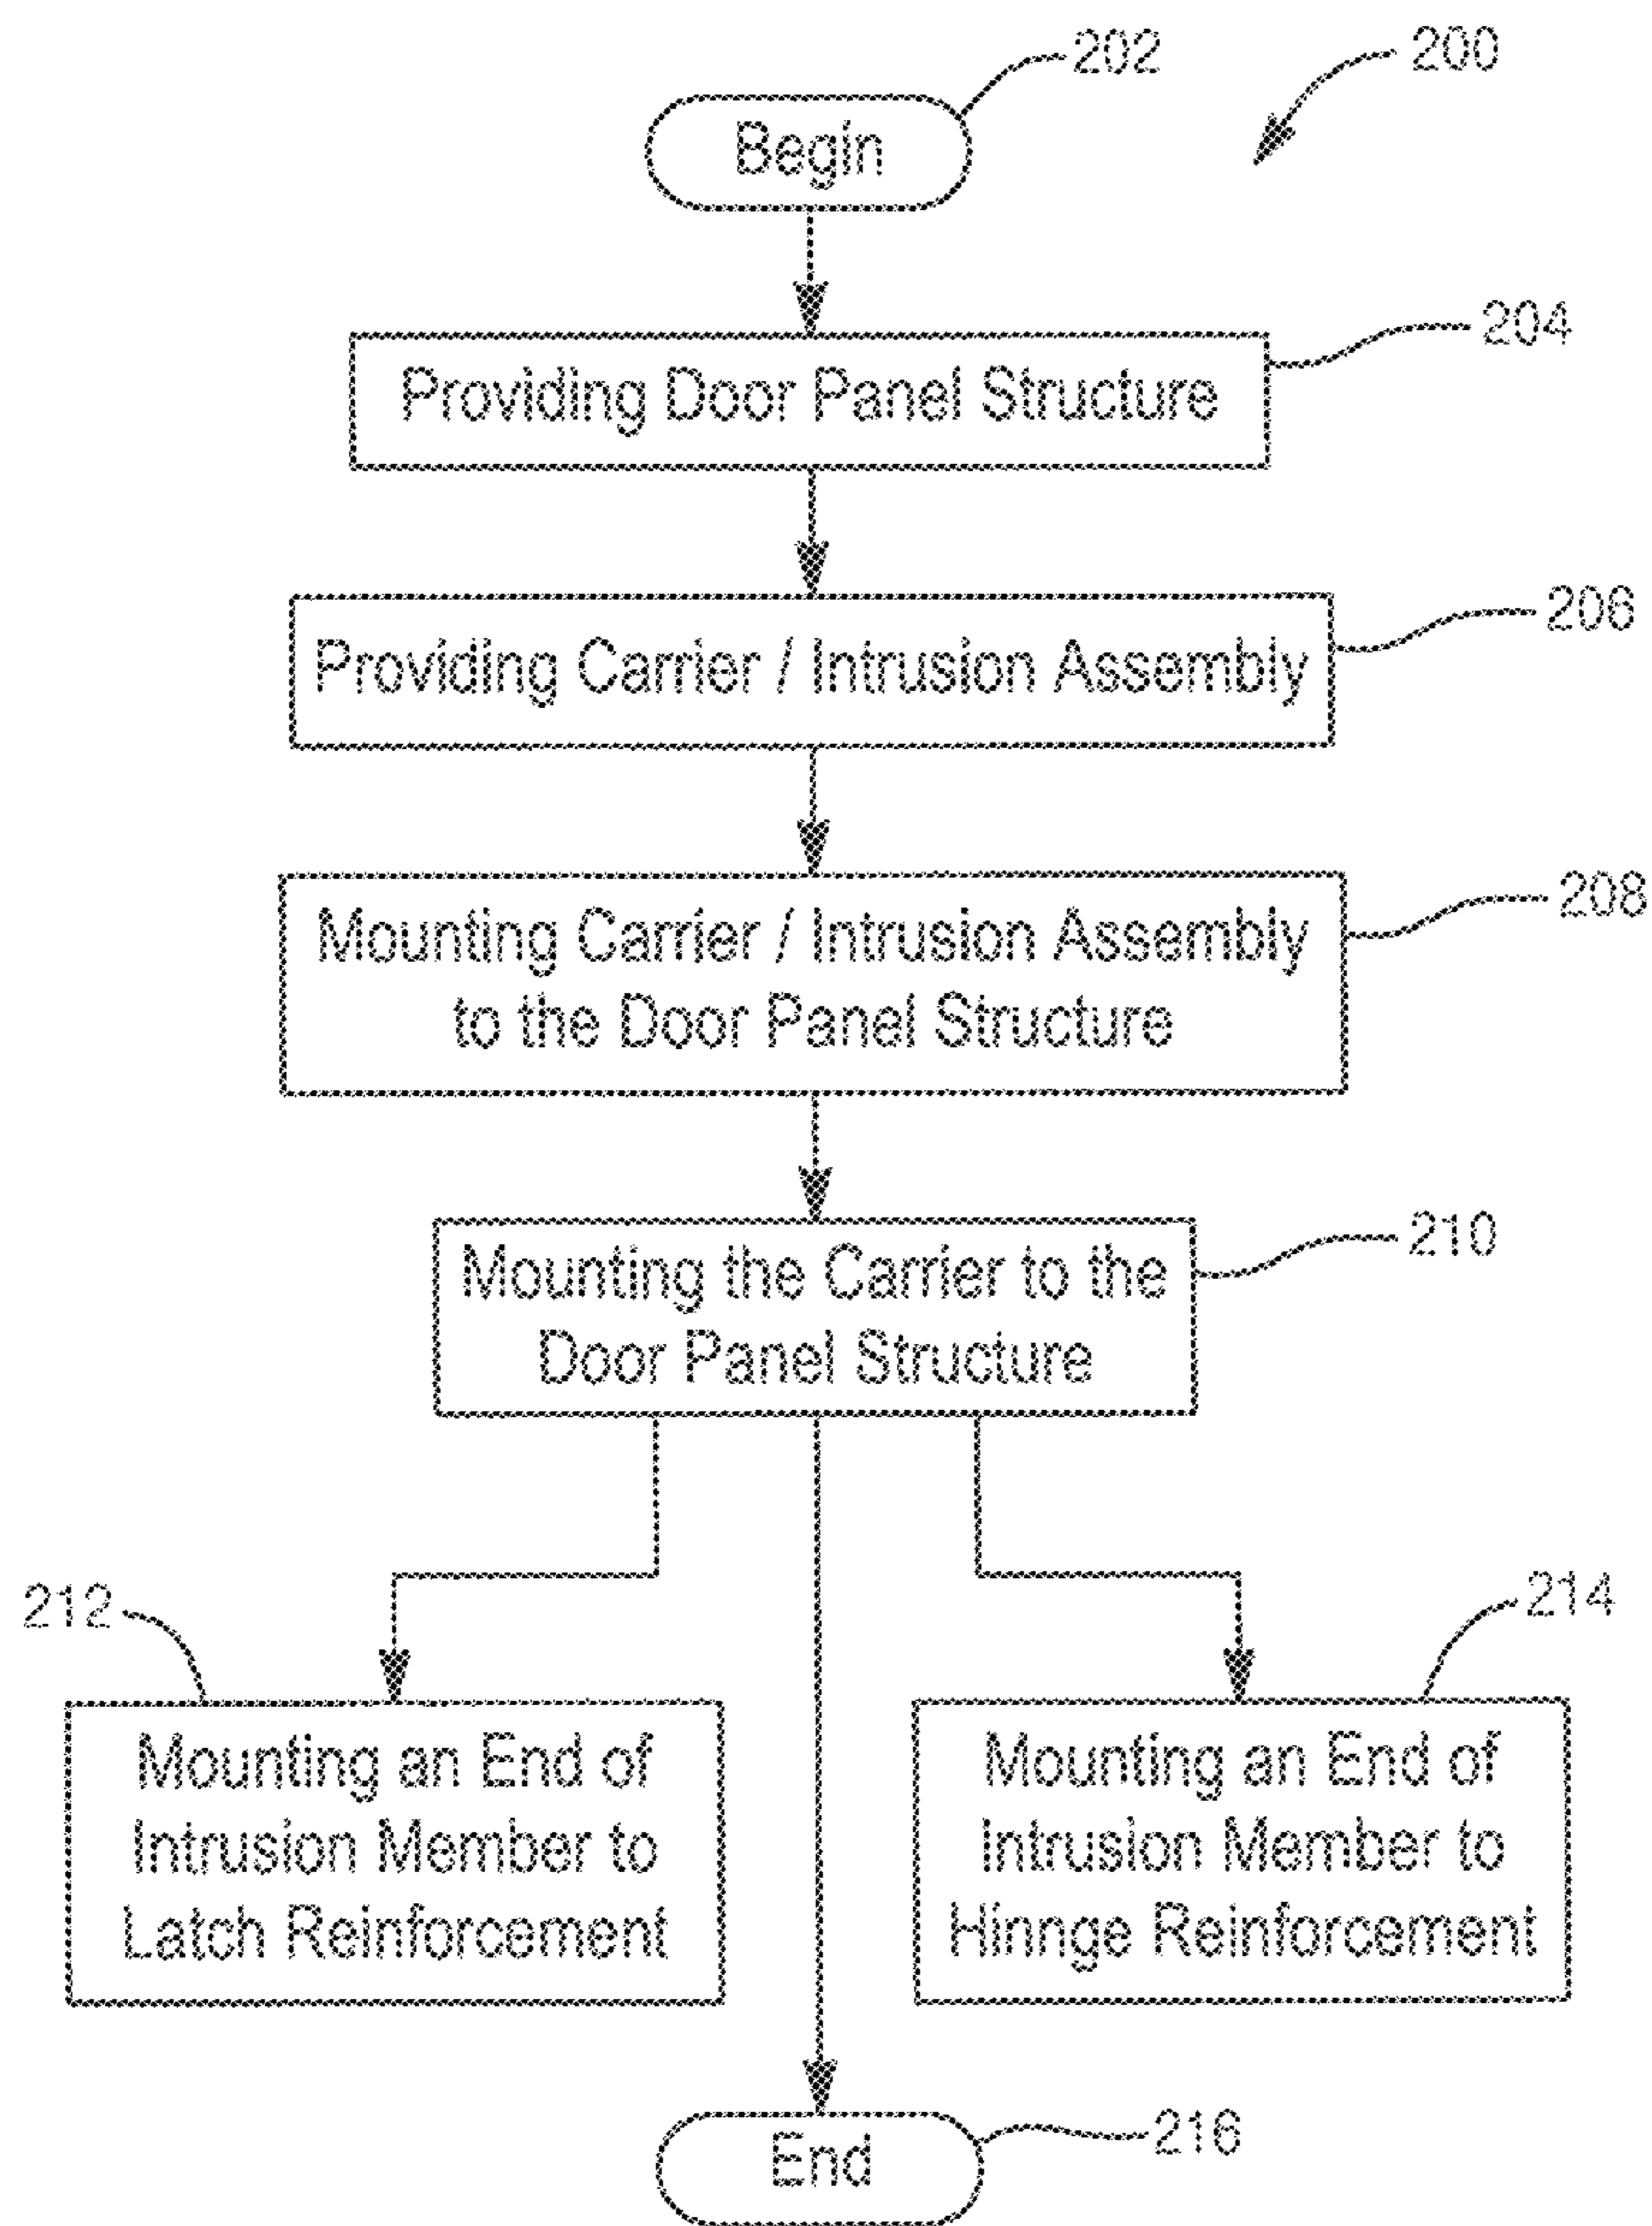 202
200
Begin
204
Providing Door Panel Structure
206
Providing Carrier / Intrusion Assembly
208
Mounting Carrier / Intrusion Assembly
to the Door Panel Structure
210
Mounting the Carrier to the
Door Panel Structure
212
214
Mounting an End of
Intrusion Member to
Latch Reinforcement
Mounting an End of
Intrusion Member to
Hinnge Reinforcement
216
End